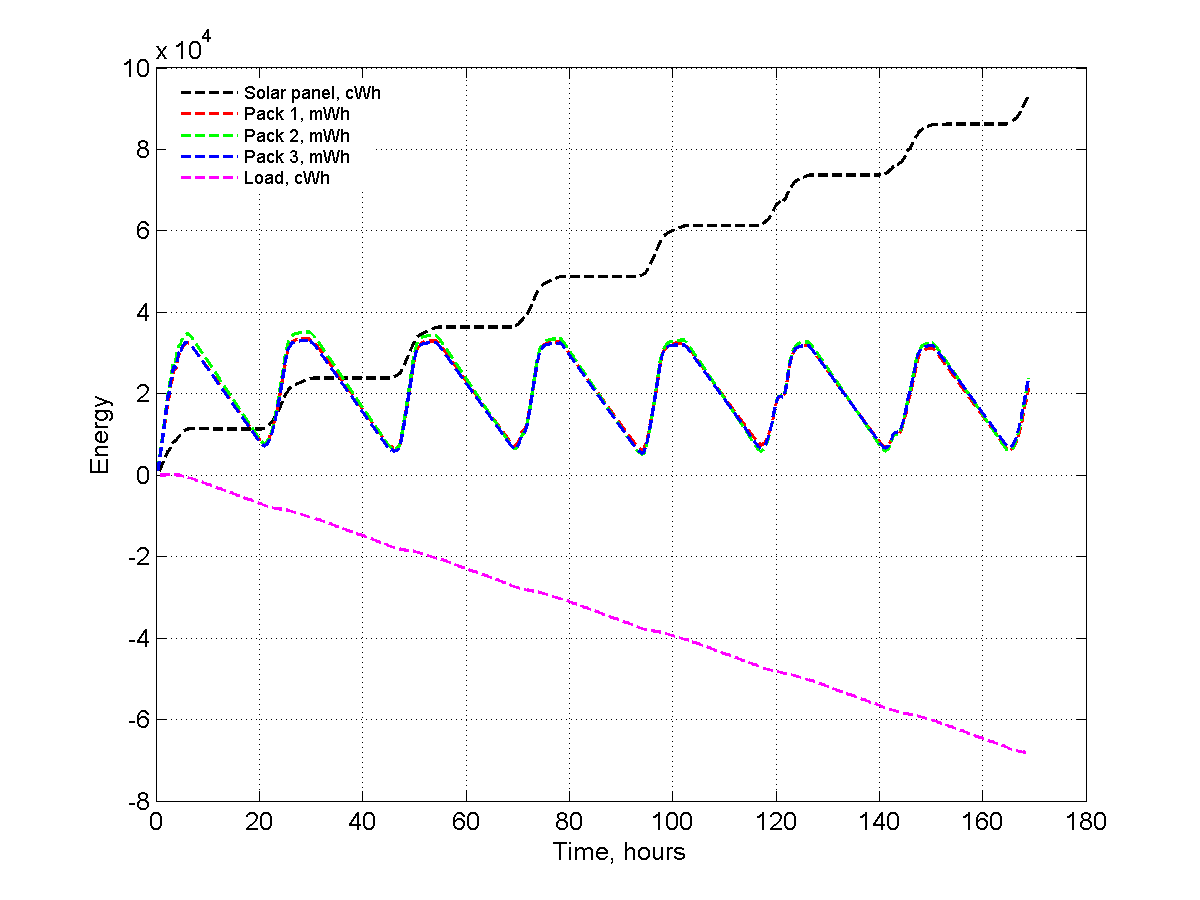 x 10^4
10
8
6
4
2
0
-2
-4
-6
-8
Energy
Solar panel, cWh
Pack 1, mWh
Pack 2, mWh
Pack 3, mWh
Load, cWh
0 20 40 60 80 100 120 140 160 180
Time, hours